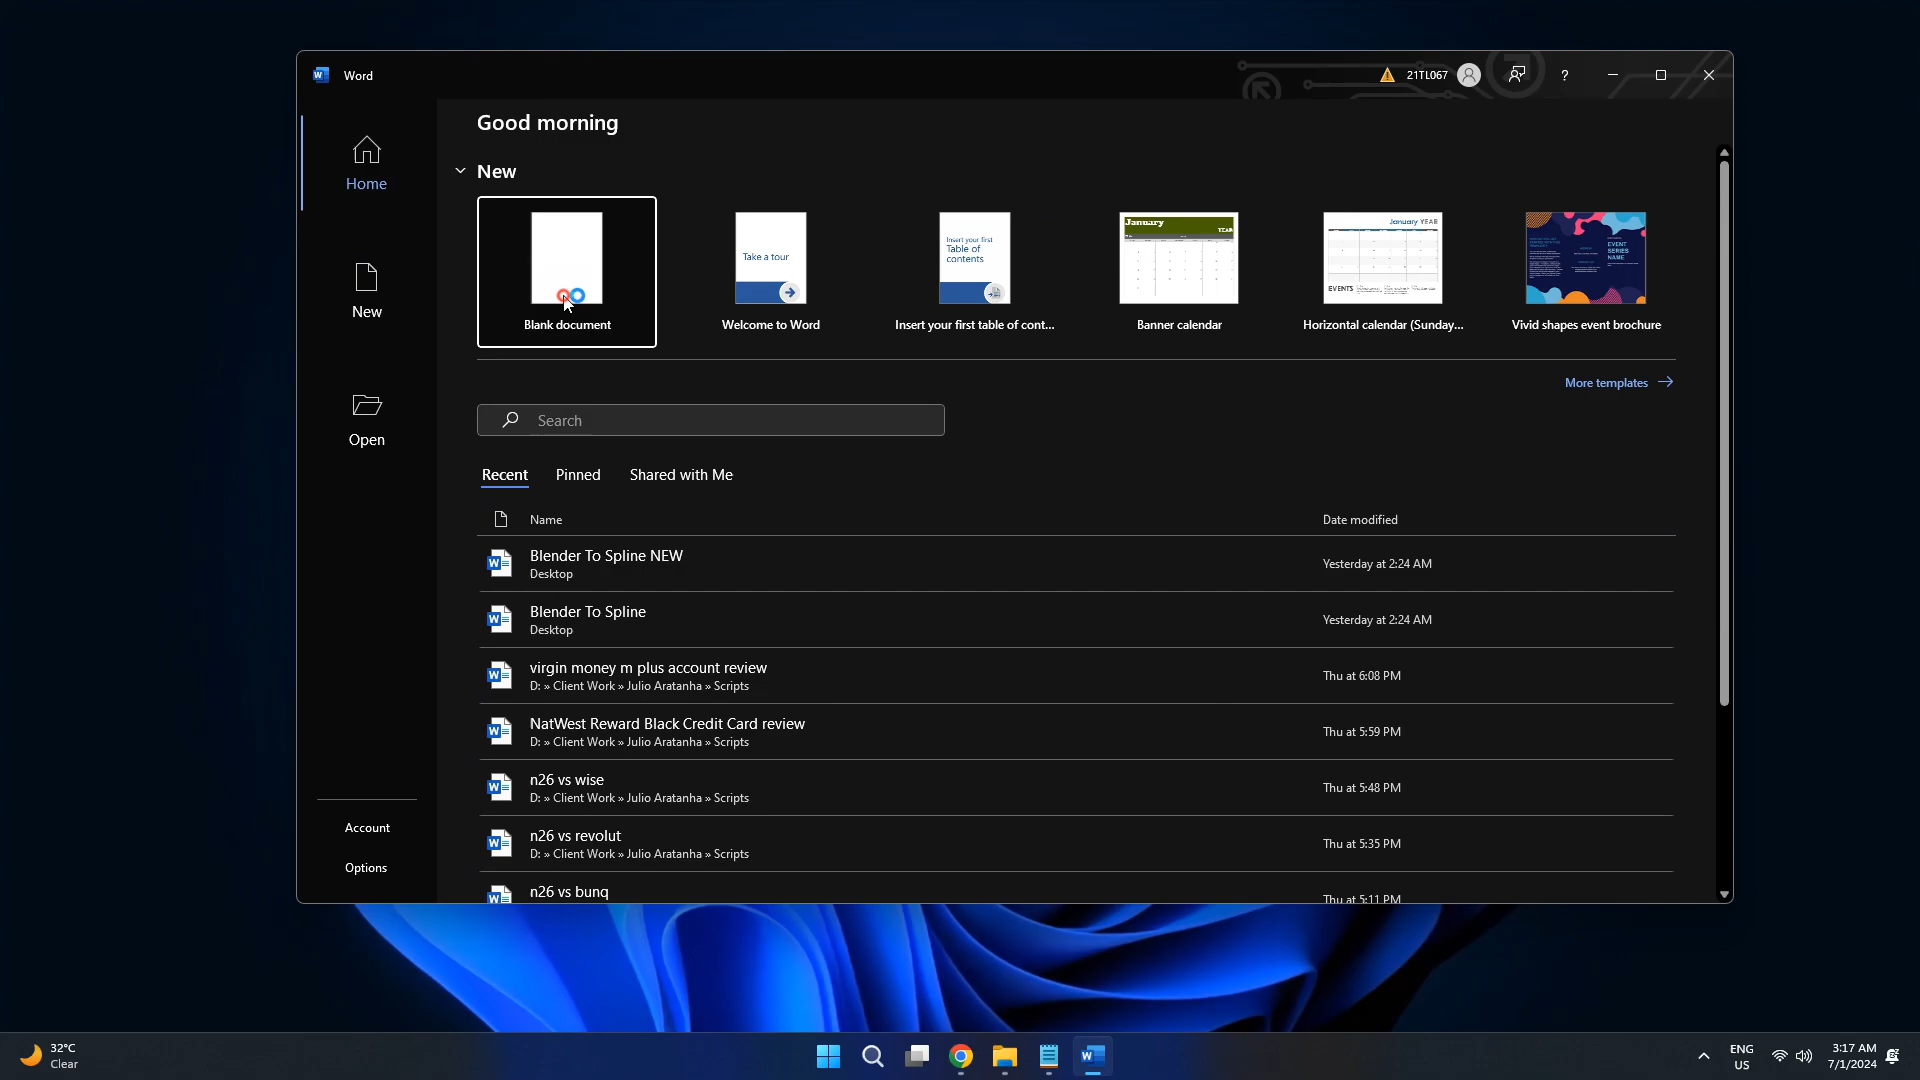 Word
21TL067
Good morning
New
Home
New
Open
Account
Options
Take a tour
Insert your first
Table of
contents
January
YEAR
January YEAR
EVENTS
EVENT
SERIES
NAME
Blank document
Welcome to Word
Insert your first table of cont...
Banner calendar
Horizontal calendar (Sunday...
Vivid shapes event brochure
More templates
Search
Recent
Pinned
Shared with Me
Name
Date modified
Blender To Spline NEW
Desktop
Yesterday at 2:24 AM
Blender To Spline
Desktop
Yesterday at 2:24 AM
virgin money m plus account review
D: » Client Work » Julio Aratanha » Scripts
Thu at 6:08 PM
NatWest Reward Black Credit Card review
D: » Client Work » Julio Aratanha » Scripts
Thu at 5:59 PM
n26 vs wise
D: » Client Work » Julio Aratanha » Scripts
Thu at 5:48 PM
n26 vs revolut
D: » Client Work » Julio Aratanha » Scripts
Thu at 5:35 PM
n26 vs bunq
Thu at 5:11 PM
32°C
Clear
ENG
US
3:17 AM
7/1/2024